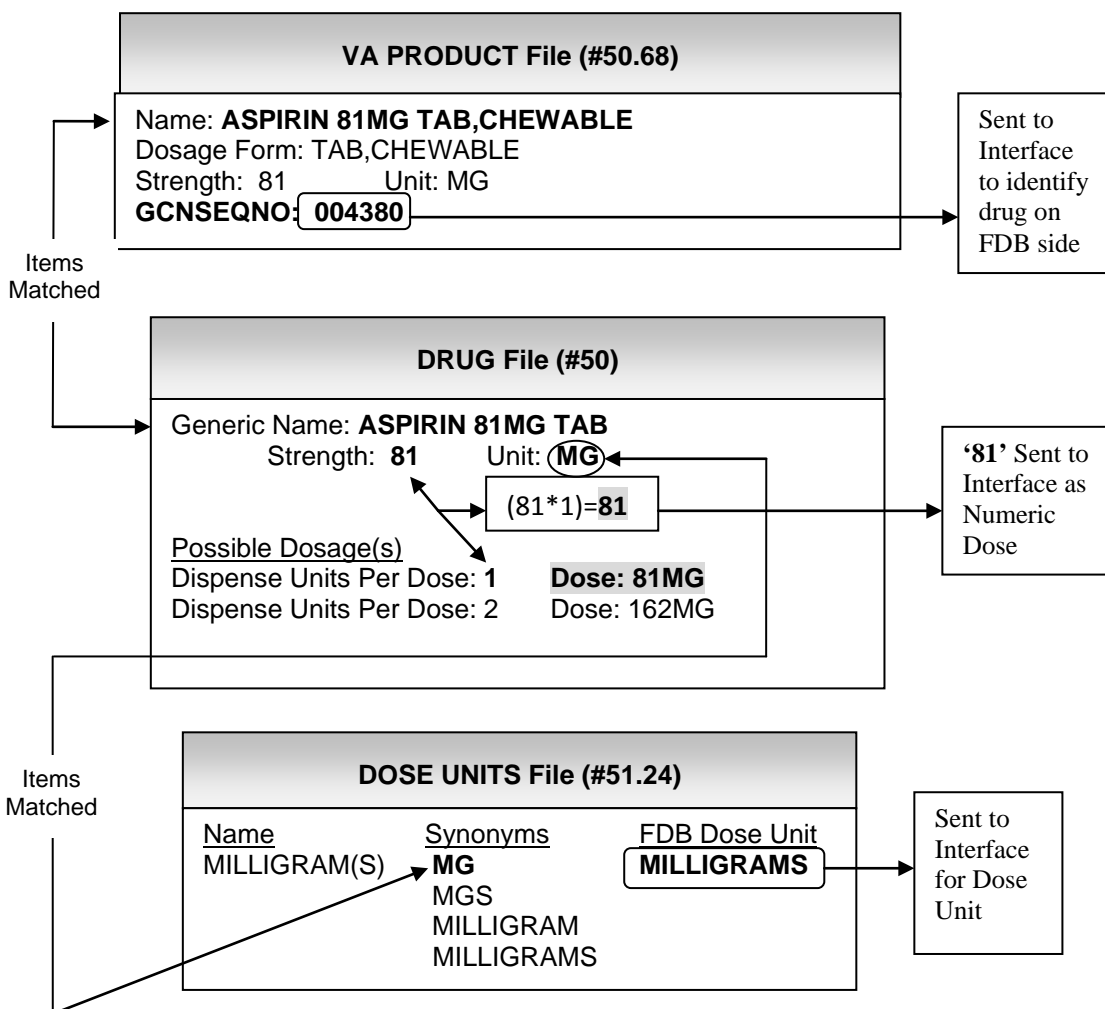 VA PRODUCT File (#50.68)
Name: ASPIRIN 81MG TAB,CHEWABLE
Dosage Form: TAB,CHEWABLE
Strength: 81 Unit: MG
GCNSEQNO: 004380
Sent to
Interface
to identify
drug on
FDB side
Items
Matched
DRUG File (#50)
Generic Name: ASPIRIN 81MG TAB
Strength: 81 Unit: MG
(81*1)=81
Possible Dosage(s)
Dispense Units Per Dose: 1 Dose: 81MG
Dispense Units Per Dose: 2 Dose: 162MG
‘81’ Sent to
Interface as
Numeric
Dose
Items
Matched
DOSE UNITS File (#51.24)
Name Synonyms FDB Dose Unit
MILLIGRAM(S) MG MILLIGRAMS
MGS
MILLIGRAM
MILLIGRAMS
Sent to
Interface
for Dose
Unit